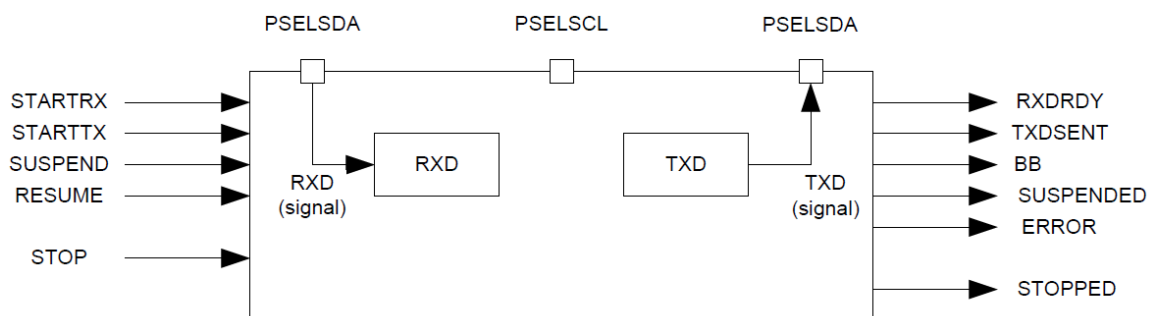 PSELSDA PSELSCL PSELSDA
STARTRX RXDRDY
STARTTX TXDSENT
SUSPEND RXD TXD BB
RESUME RXD TXD SUSPENDED
(signal) (signal)
ERROR
STOP
STOPPED